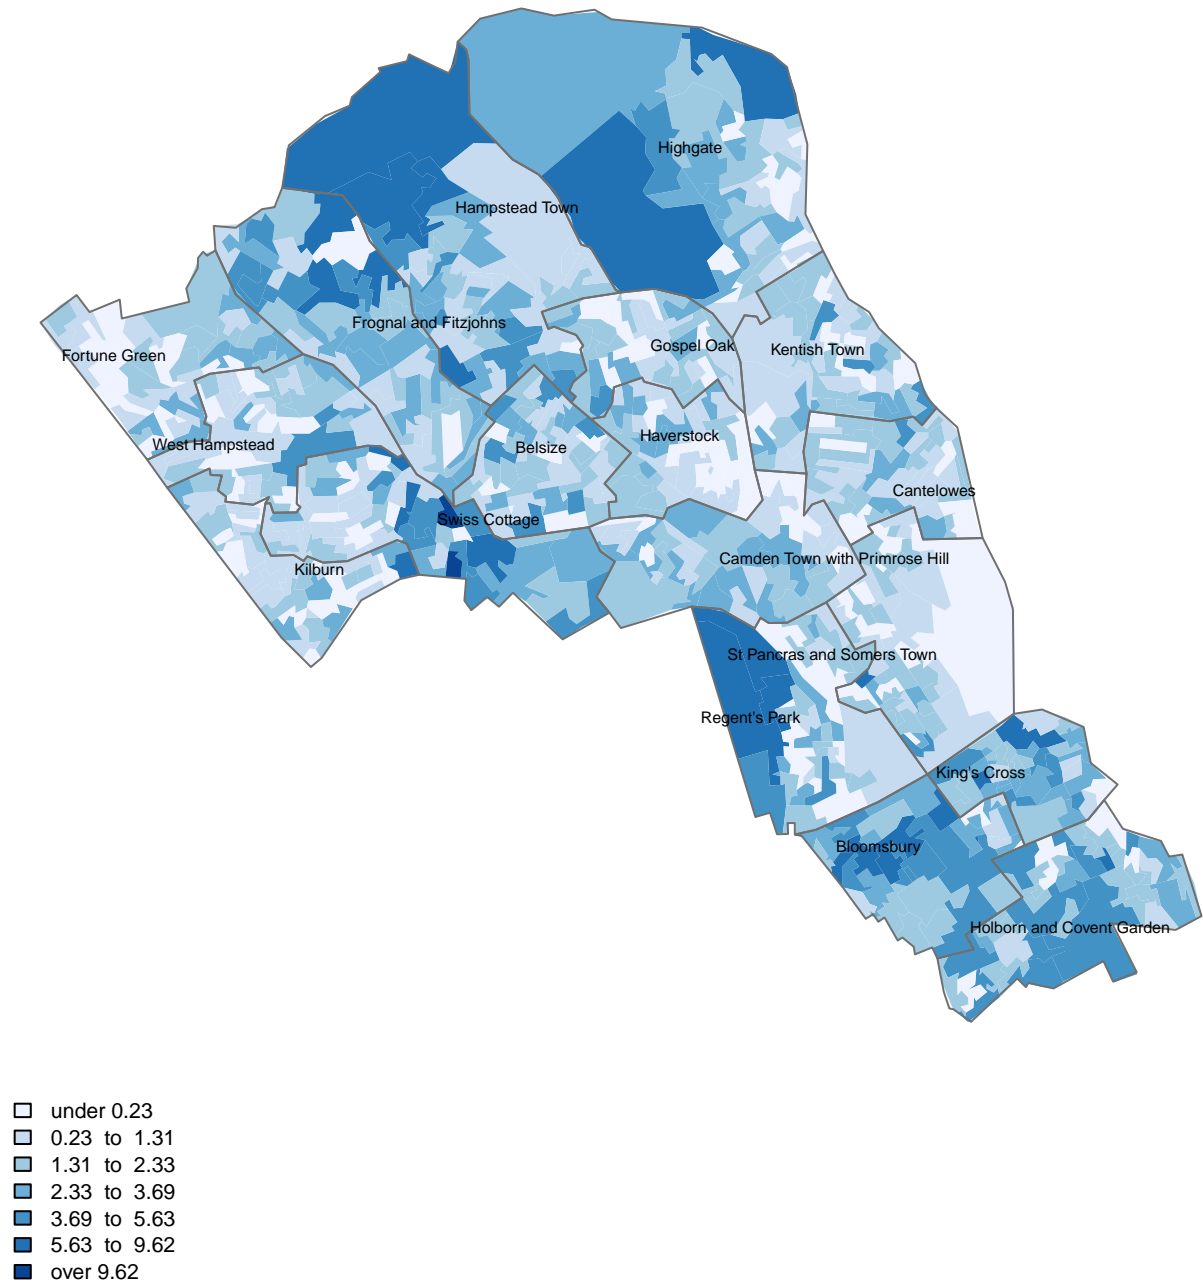 Highgate
Hampstead Town
Frognal and Fitzjohns
Gospel Oak
Kentish Town
Fortune Green
Haverstock
West Hampstead
Belsize
Cantelowes
Swiss Cottage
Camden Town with Primrose Hill
Kilburn
St Pancras and Somers Town
Regent's Park
King's Cross
Bloomsbury
Holborn and Covent Garden
under 0.23
0.23 to 1.31
1.31 to 2.33
2.33 to 3.69
3.69 to 5.63
5.63 to 9.62
over 9.62